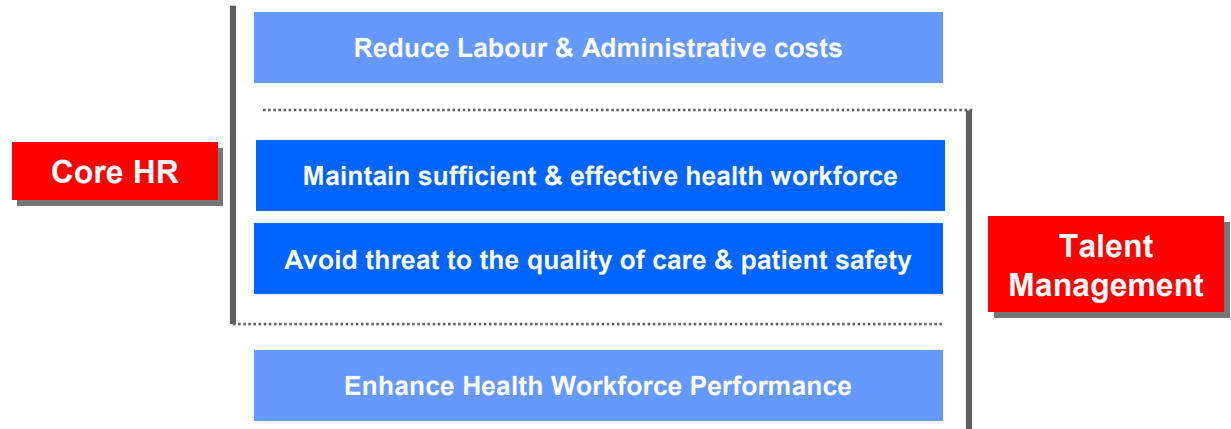 Reduce Labour & Administrative costs
Core HR
Maintain sufficient & effective health workforce
Avoid threat to the quality of care & patient safety
Talent
Management
Enhance Health Workforce Performance